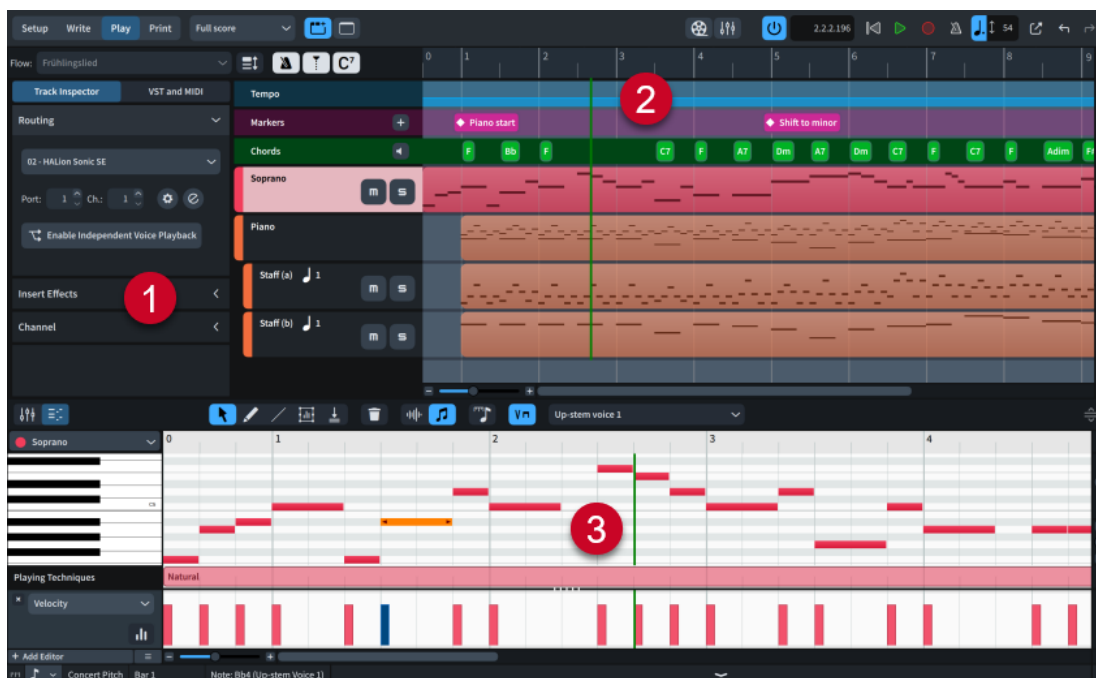 Setup Write Play Print Full score 2.2.2.196 54
Flow: Frühlingslied C7 0 1 2 3 4 5 6 7 8 9
Track Inspector VST and MIDI Tempo 2
Routing Markers + Piano start Shift to minor
Chords F Bb F C7 F A7 Dm A7 Dm C7 F C7 F Adim
02 - HALion Sonic SE
Soprano m s
Port: 1 Ch.: 1
Enable Independent Voice Playback
Piano
Staff (a) 1 m s
Insert Effects 1
Channel
Staff (b) 1 m s
Up-stem voice 1
Soprano 0 1 2 3 4
C5
3
Playing Techniques Natural
Velocity
+ Add Editor
Concert Pitch Bar 1 Note: Bb4 (Up-stem Voice 1)